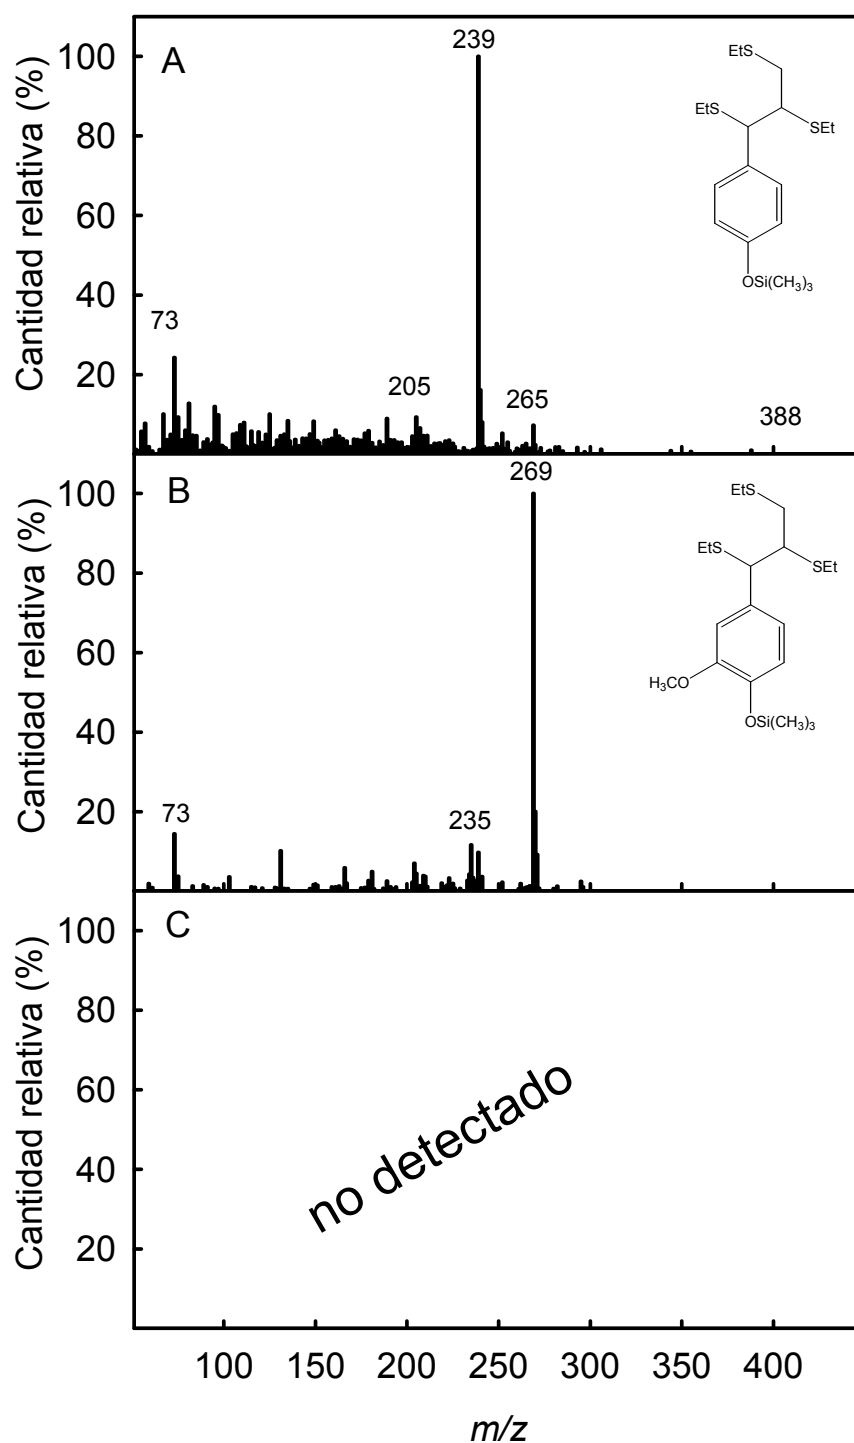 A
239
100
80
60
40
20
Cantidad relativa (%)
73
205
265
388
EtS
EtS
SEt
OSi(CH₃)₃
B
269
100
80
60
40
20
Cantidad relativa (%)
73
235
EtS
EtS
SEt
H₃CO
OSi(CH₃)₃
C
100
80
60
40
20
Cantidad relativa (%)
no detectado
100 150 200 250 300 350 400
m/z